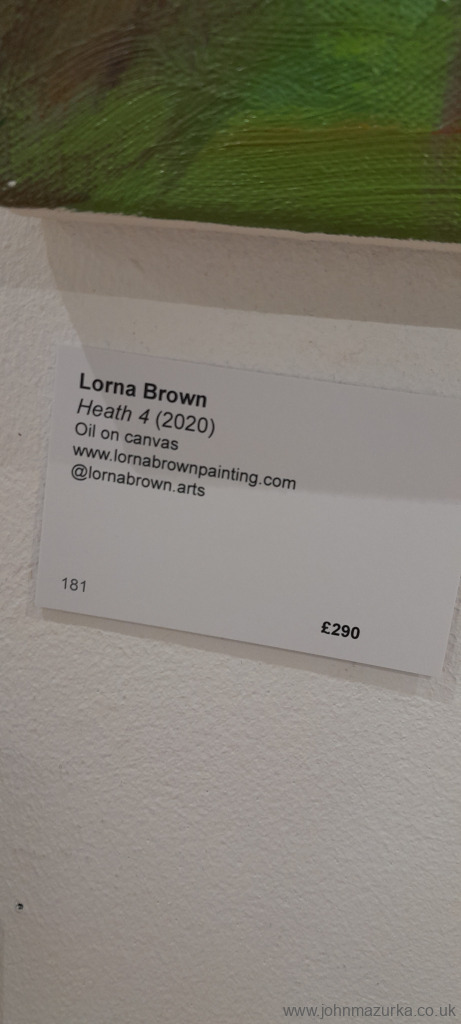 Lorna Brown
Heath 4 (2020)
Oil on canvas
www.lornabrownpainting.com
@lornabrown.arts
181
£290
www.johnmazurka.co.uk